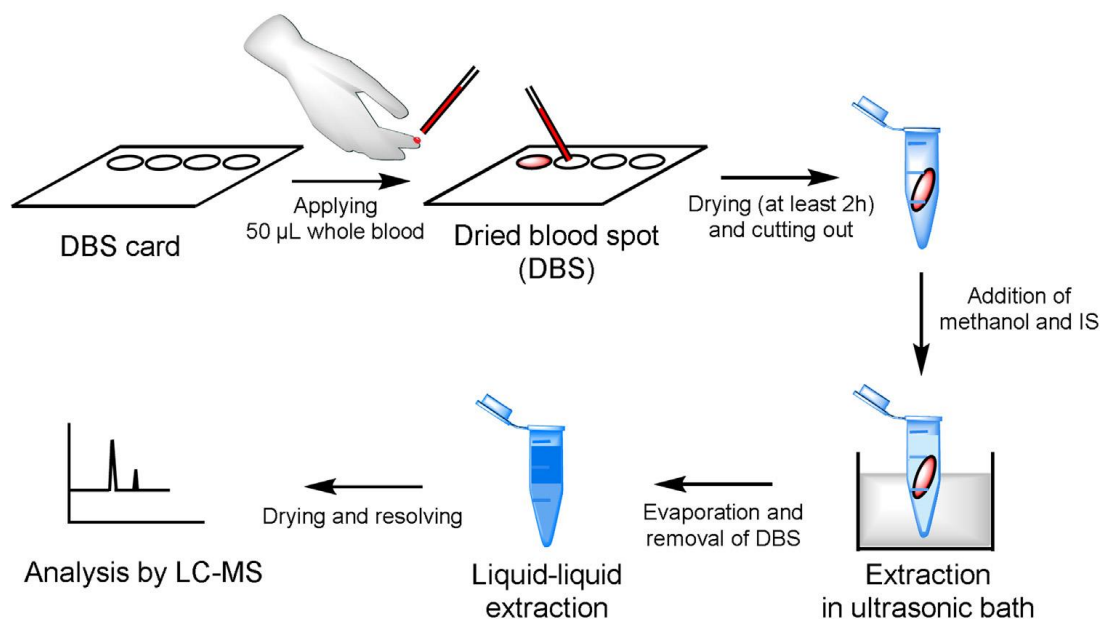 DBS card
Applying
50 µL whole blood
Dried blood spot
(DBS)
Drying (at least 2h)
and cutting out
Addition of
methanol and IS
Extraction
in ultrasonic bath
Evaporation and
removal of DBS
Liquid-liquid
extraction
Drying and resolving
Analysis by LC-MS